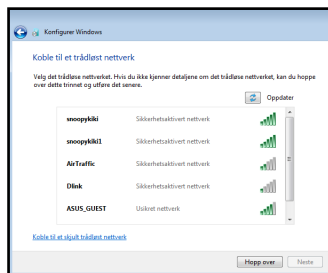 Konfigurer Windows
Koble til et trådløst nettverk
Velg det trådløse nettverket. Hvis du ikke kjenner detaljene om det trådløse nettverket, kan du hoppe
over dette trinnet og utføre det senere.
Oppdater
snoopykiki Sikkerhetsaktivert nettverk
snoopykiki1 Sikkerhetsaktivert nettverk
AirTraffic Sikkerhetsaktivert nettverk
Dlink Sikkerhetsaktivert nettverk
ASUS_GUEST Usikret nettverk
Koble til et skjult trådløst nettverk
Hopp over Neste